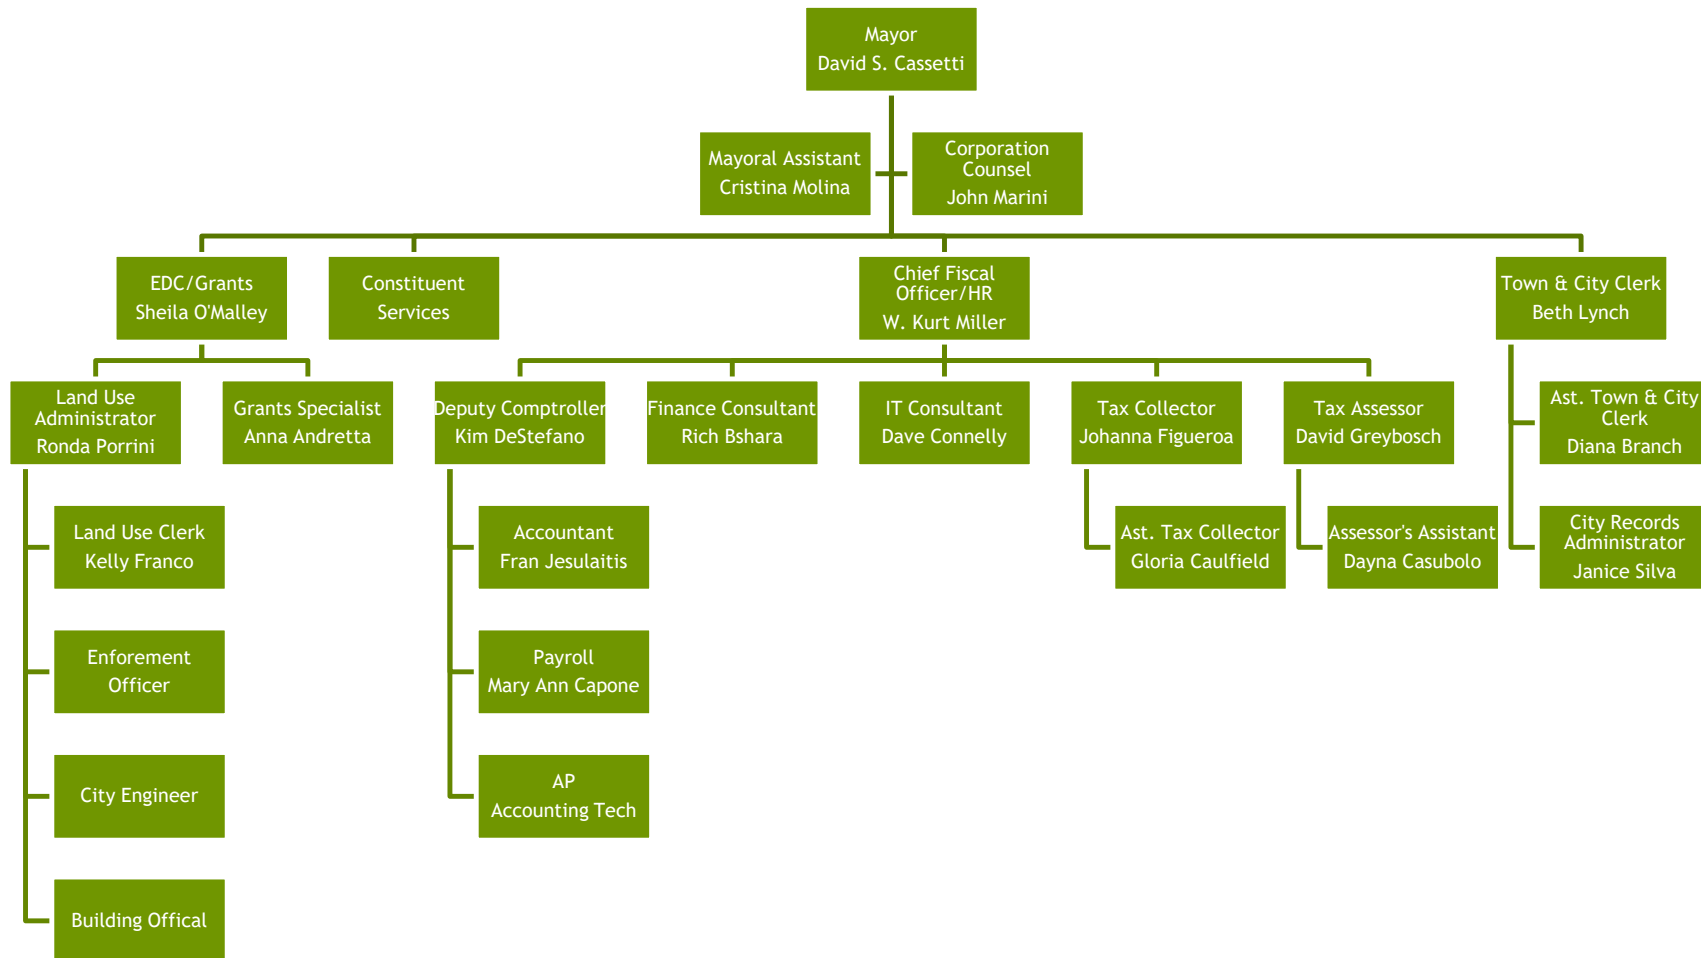 Mayor
David S. Cassetti
Mayoral Assistant
Cristina Molina
Corporation
Counsel
John Marini
EDC/Grants
Sheila O'Malley
Constituent
Services
Chief Fiscal
Officer/HR
W. Kurt Miller
Town & City Clerk
Beth Lynch
Land Use
Administrator
Ronda Porrini
Grants Specialist
Anna Andretta
Deputy Comptroller
Kim DeStefano
Finance Consultant
Rich Bshara
IT Consultant
Dave Connelly
Tax Collector
Johanna Figueroa
Tax Assessor
David Greybosch
Ast. Town & City
Clerk
Diana Branch
Land Use Clerk
Kelly Franco
Accountant
Fran Jesulaitis
Ast. Tax Collector
Gloria Caulfield
Assessor's Assistant
Dayna Casubolo
City Records
Administrator
Janice Silva
Enforement
Officer
Payroll
Mary Ann Capone
City Engineer
AP
Accounting Tech
Building Offical